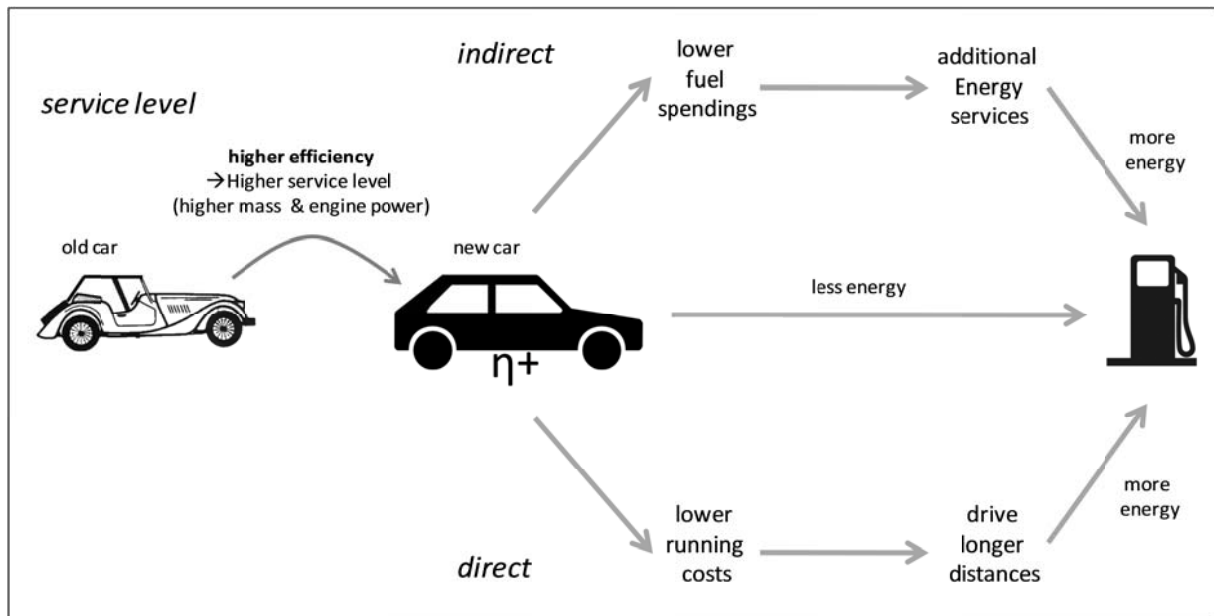 indirect
lower
fuel
spendings
additional
Energy
services
service level
higher efficiency
→Higher service level
(higher mass & engine power)
more
energy
old car
new car
less energy
η+
lower
running
costs
drive
longer
distances
more
energy
direct